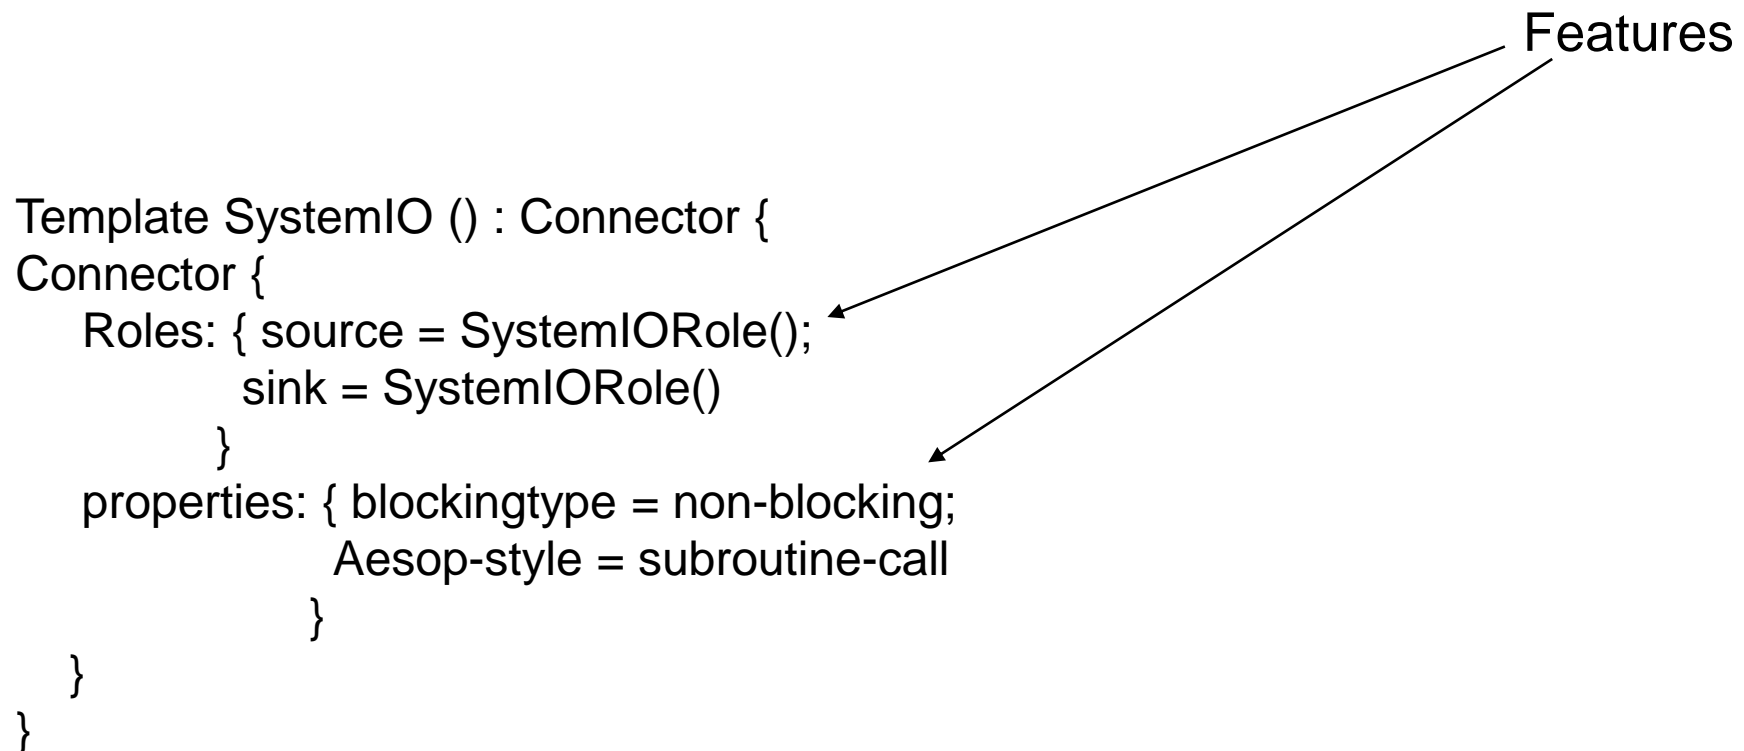 Features
Template SystemIO () : Connector {
Connector {
Roles: { source = SystemIORole();
sink = SystemIORole()
}
properties: { blockingtype = non-blocking;
Aesop-style = subroutine-call
}
}
}